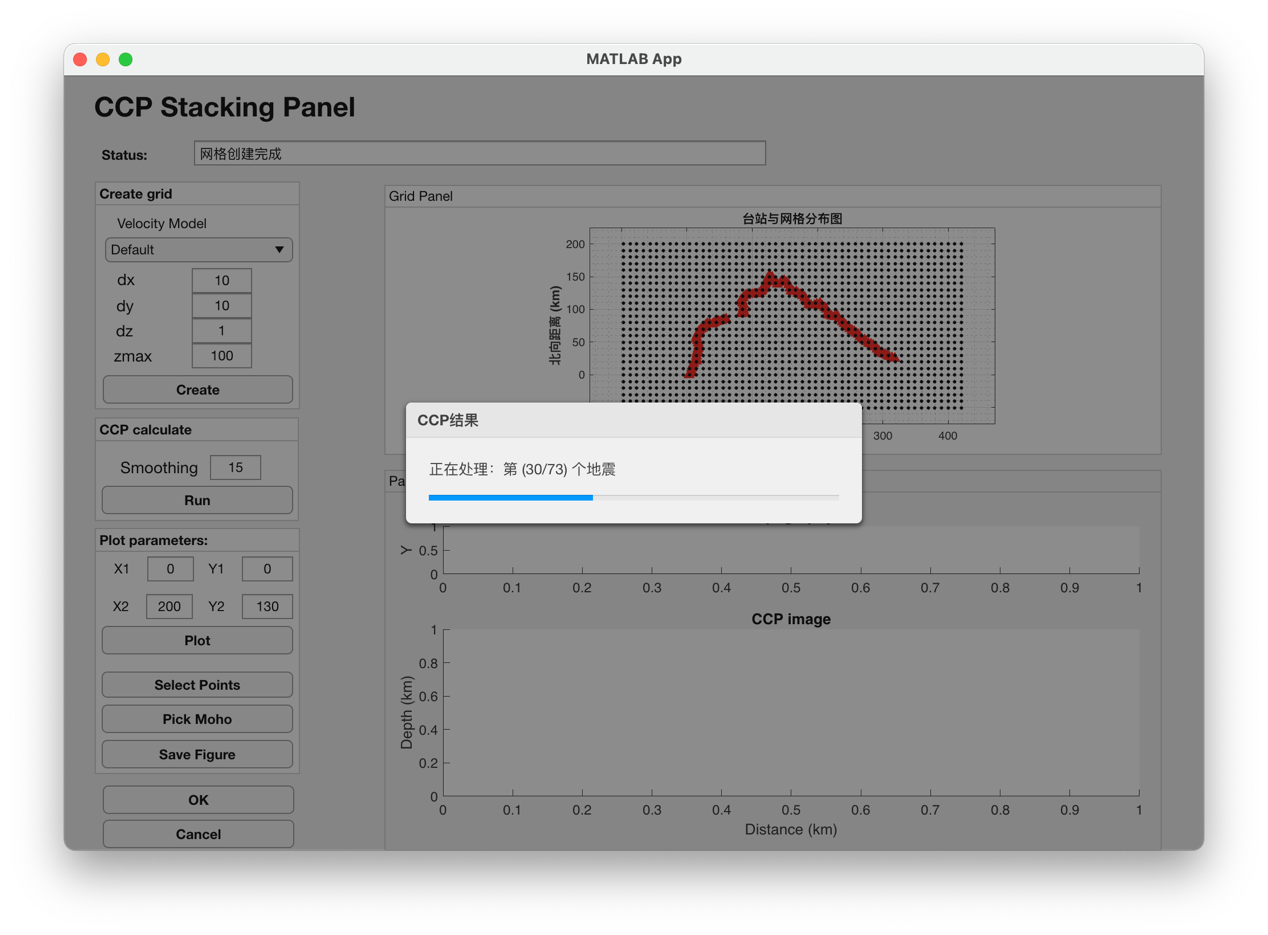 MATLAB App
CCP Stacking Panel
Status:
网格创建完成
Create grid
Velocity Model
Default
dx
10
dy
10
dz
1
zmax
100
Create
CCP calculate
Smoothing
15
Run
Plot parameters:
X1
0
Y1
0
X2
200
Y2
130
Plot
Select Points
Pick Moho
Save Figure
OK
Cancel
Grid Panel
台站与网格分布图
200
150
100
50
0
北向距离 (km)
300
400
CCP结果
正在处理：第 (30/73) 个地震
Pa
1
0.5
0
Y
0
0.1
0.2
0.3
0.4
0.5
0.6
0.7
0.8
0.9
1
CCP image
1
0.8
0.6
0.4
0.2
0
Depth (km)
0
0.1
0.2
0.3
0.4
0.5
0.6
0.7
0.8
0.9
1
Distance (km)